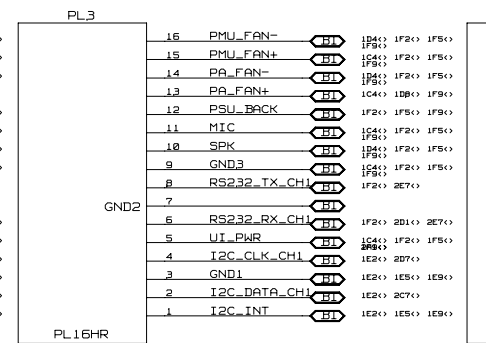 PL3
16 PMU_FAN- BI 1D4<> 1F2<> 1F5<>
1F9<>
15 PMU_FAN+ BI 1C4<> 1F2<> 1F5<>
1F9<>
14 PA_FAN- BI 1D4<> 1F2<> 1F5<>
1F9<>
13 PA_FAN+ BI 1C4<> 1D8<> 1F9<>
12 PSU_BACK BI 1F2<> 1F5<> 1F9<>
11 MIC BI 1C4<> 1F2<> 1F5<>
1F9<>
10 SPK BI 1D4<> 1F2<> 1F5<>
1F9<>
9 GND3 BI 1C4<> 1F2<> 1F5<>
1F9<>
8 RS232_TX_CH1 BI 1F2<> 2E7<>
GND2 7 BI
6 RS232_RX_CH1 BI 1F2<> 2D1<> 2E7<>
5 UI_PWR BI 1C4<> 1F2<> 1F5<>
4 I2C_CLK_CH1 BI 1E2<> 2D7<>
3 GND1 BI 1E2<> 1E5<> 1E9<>
2 I2C_DATA_CH1 BI 1E2<> 2C7<>
1 I2C_INT BI 1E2<> 1E5<> 1E9<>
PL16HR